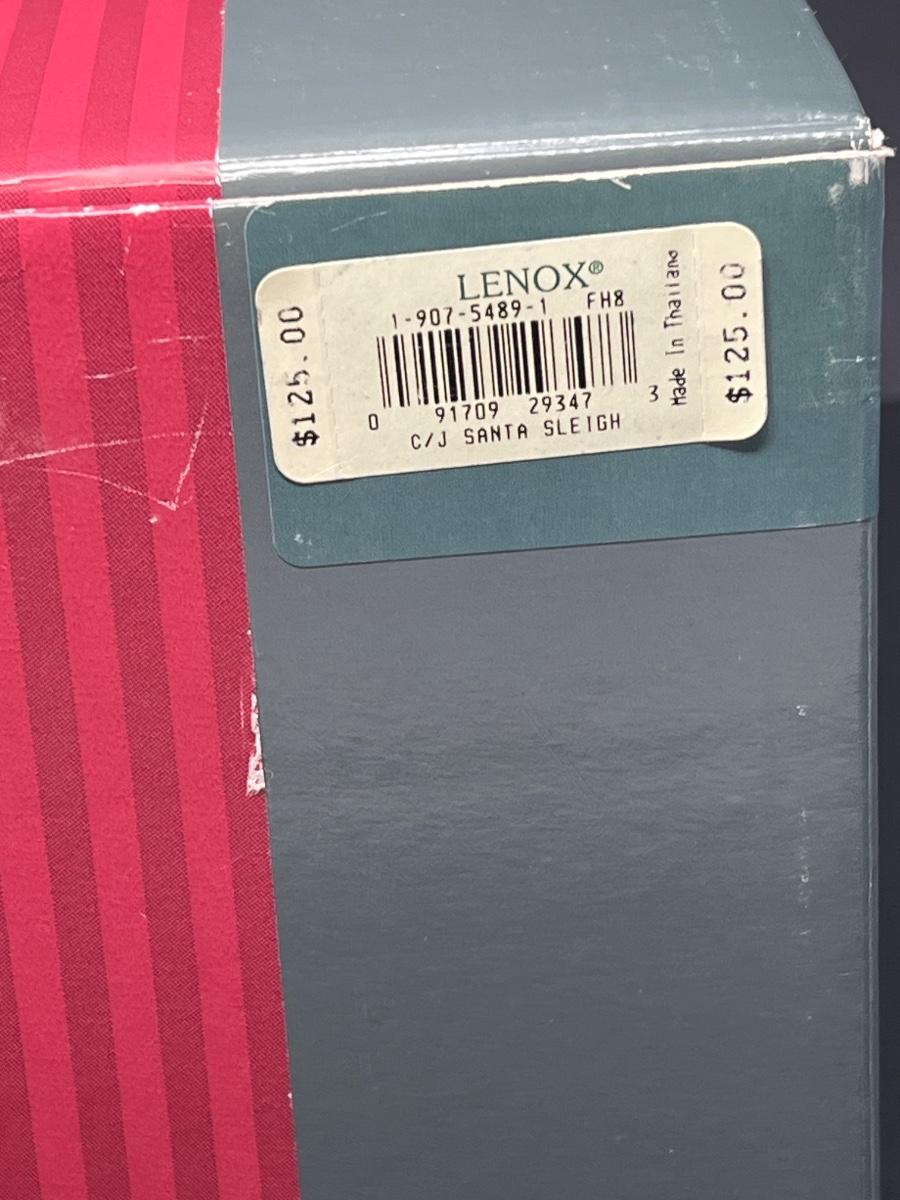 LENOX®
1-907-5489-1 FH8
0 91709 29347 3
C/J SANTA SLEIGH
Made In Thailand
$125.00
$125.00